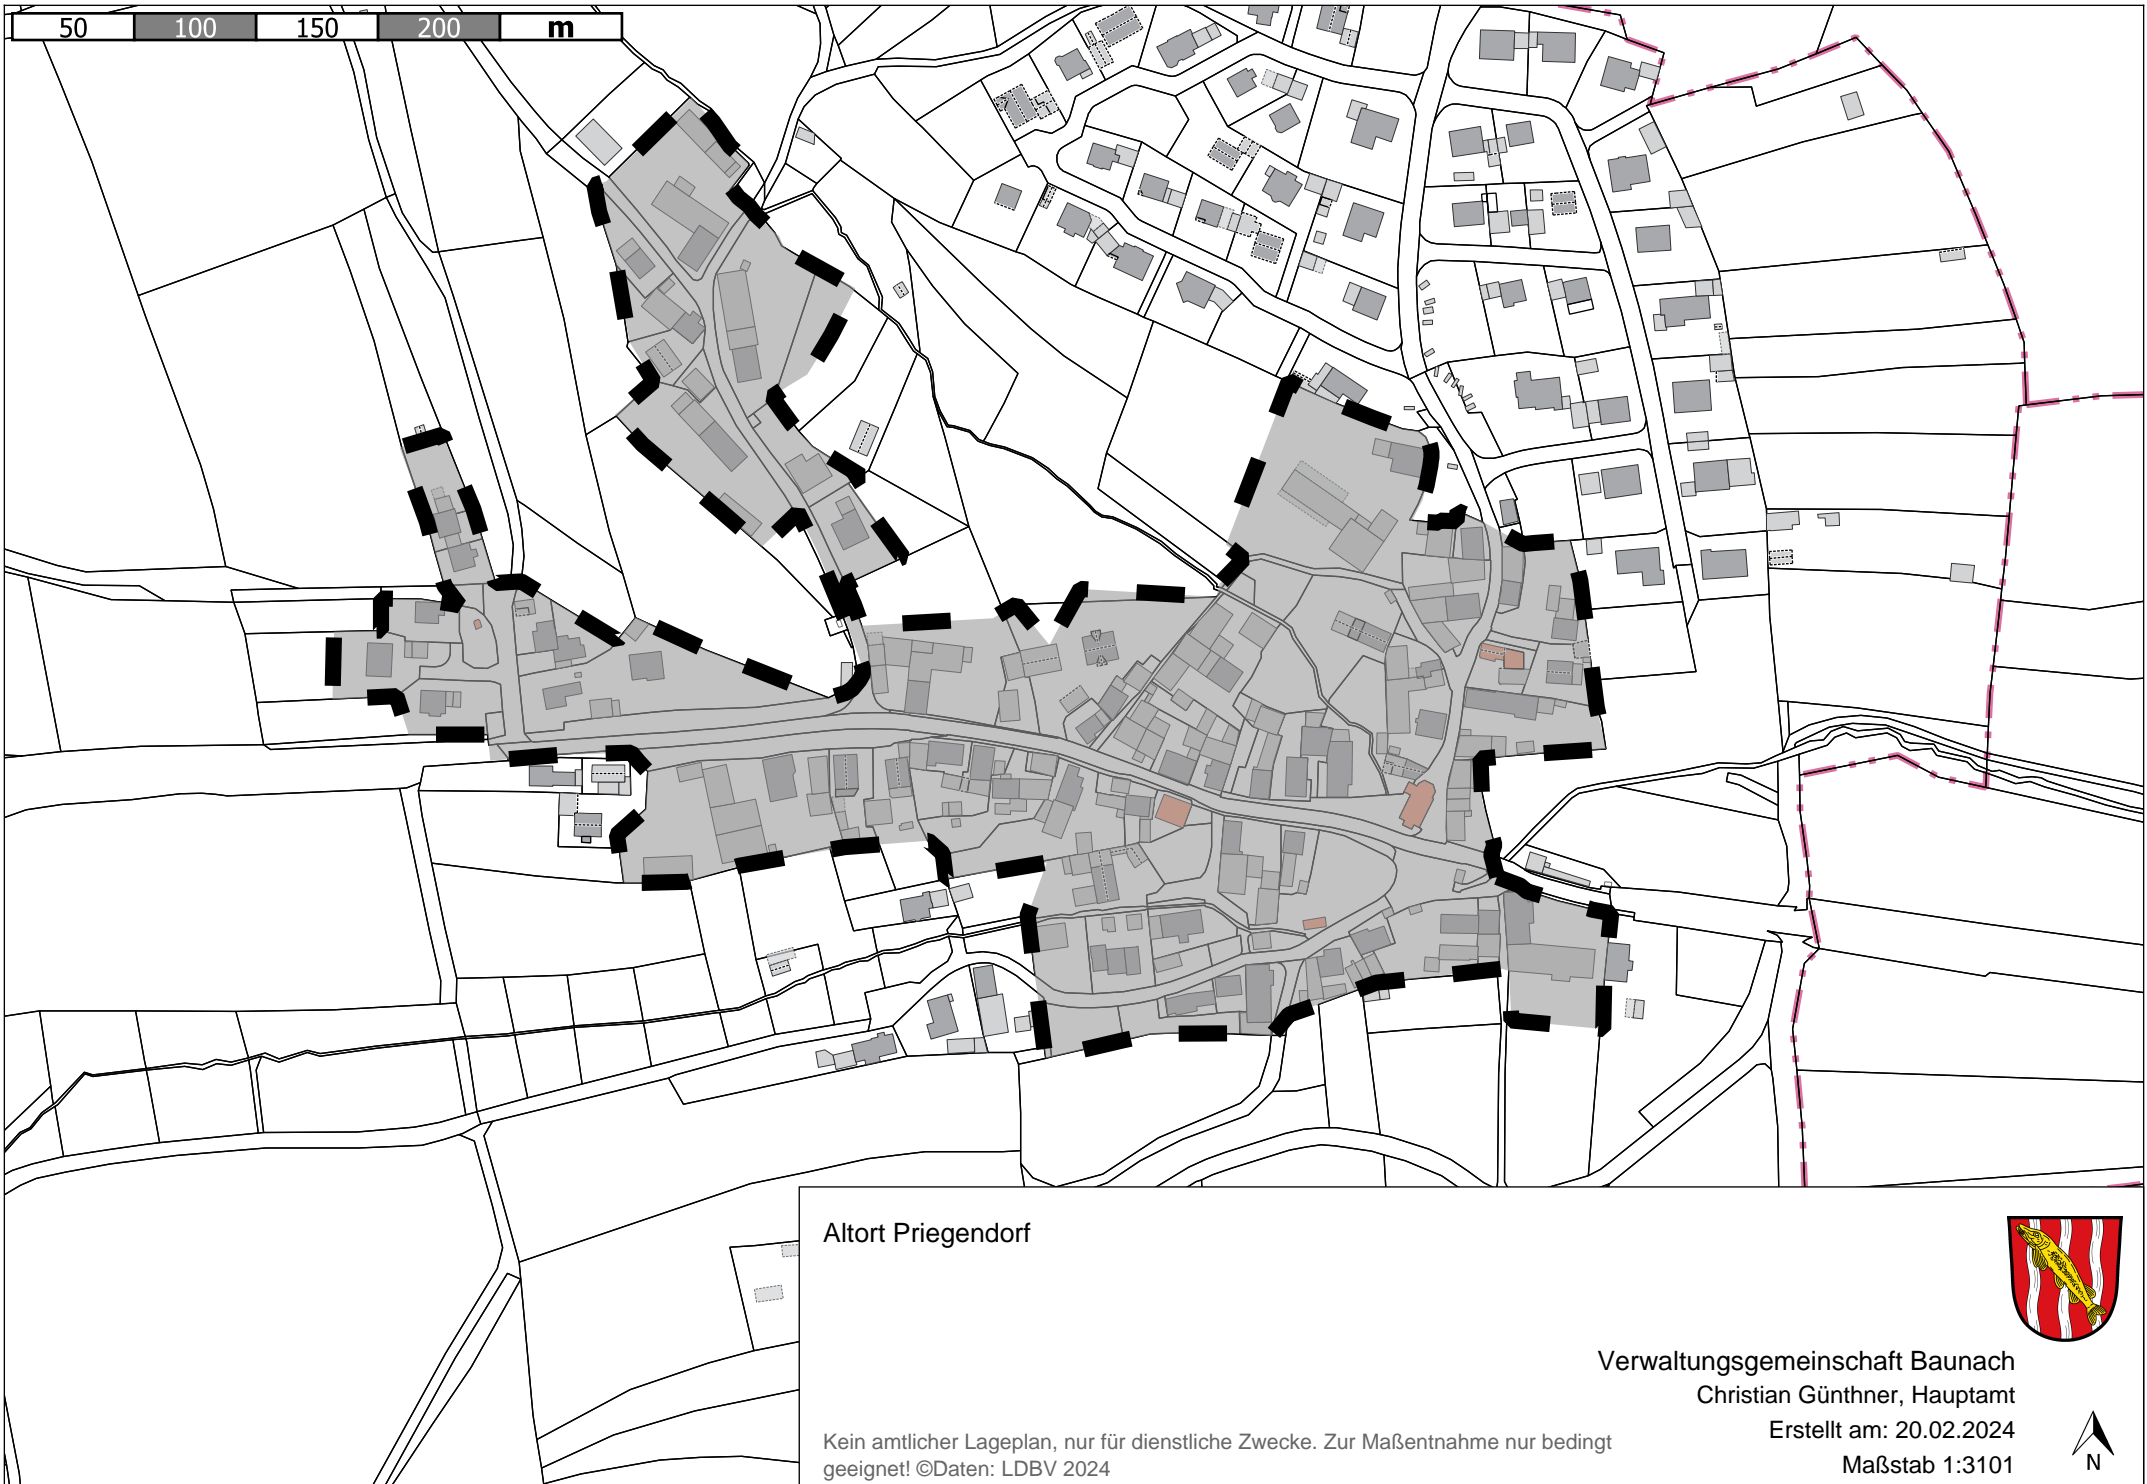 50 100 150 200 m
Altort Priegendorf
Verwaltungsgemeinschaft Baunach
Christian Günthner, Hauptamt
Erstellt am: 20.02.2024
Maßstab 1:3101
Kein amtlicher Lageplan, nur für dienstliche Zwecke. Zur Maßentnahme nur bedingt
geeignet! ©Daten: LDBV 2024
N